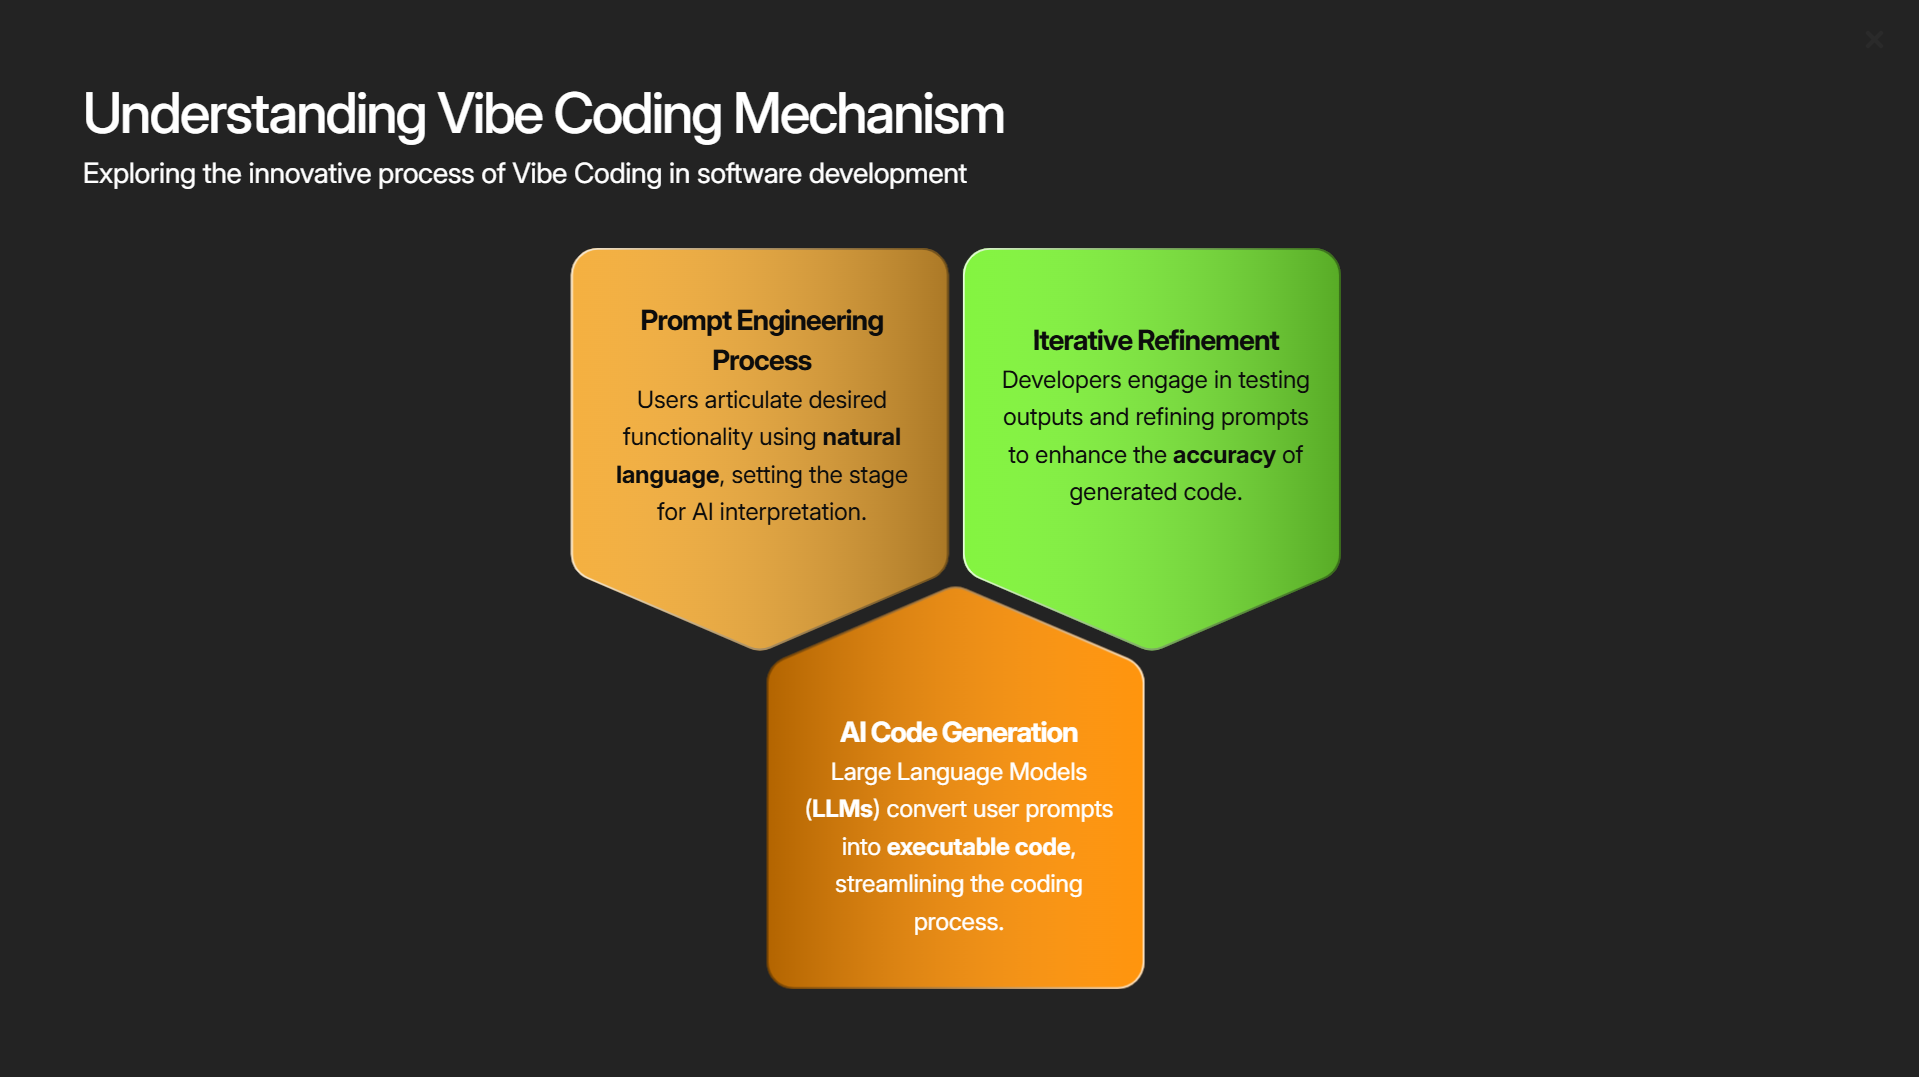 Understanding Vibe Coding Mechanism
Exploring the innovative process of Vibe Coding in software development
Prompt Engineering
Process
Users articulate desired
functionality using natural
language, setting the stage
for AI interpretation.
Iterative Refinement
Developers engage in testing
outputs and refining prompts
to enhance the accuracy of
generated code.
AI Code Generation
Large Language Models
(LLMs) convert user prompts
into executable code,
streamlining the coding
process.